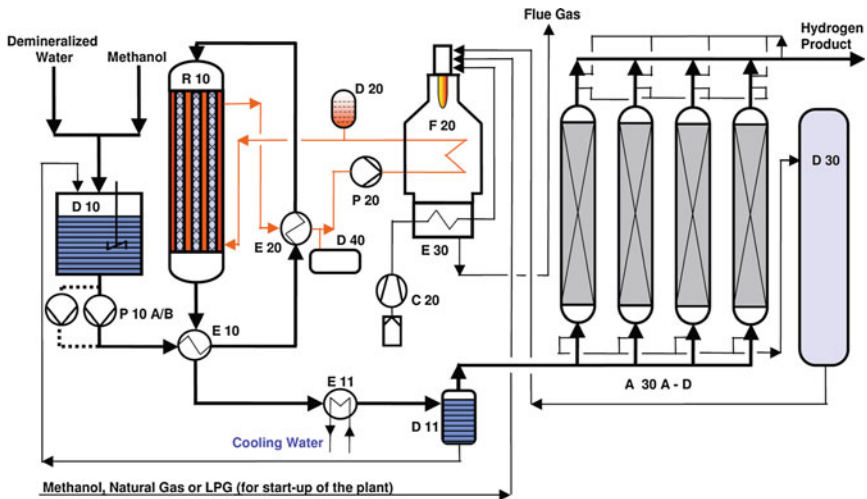 Flue Gas
Hydrogen
Product
Demineralized
Water
Methanol
R 10
D 20
F 20
D 10
P 20
E 20
D 40
E 30
D 30
C 20
P 10 A/B
E 10
E 11
A 30 A - D
D 11
Cooling Water
Methanol, Natural Gas or LPG (for start-up of the plant)